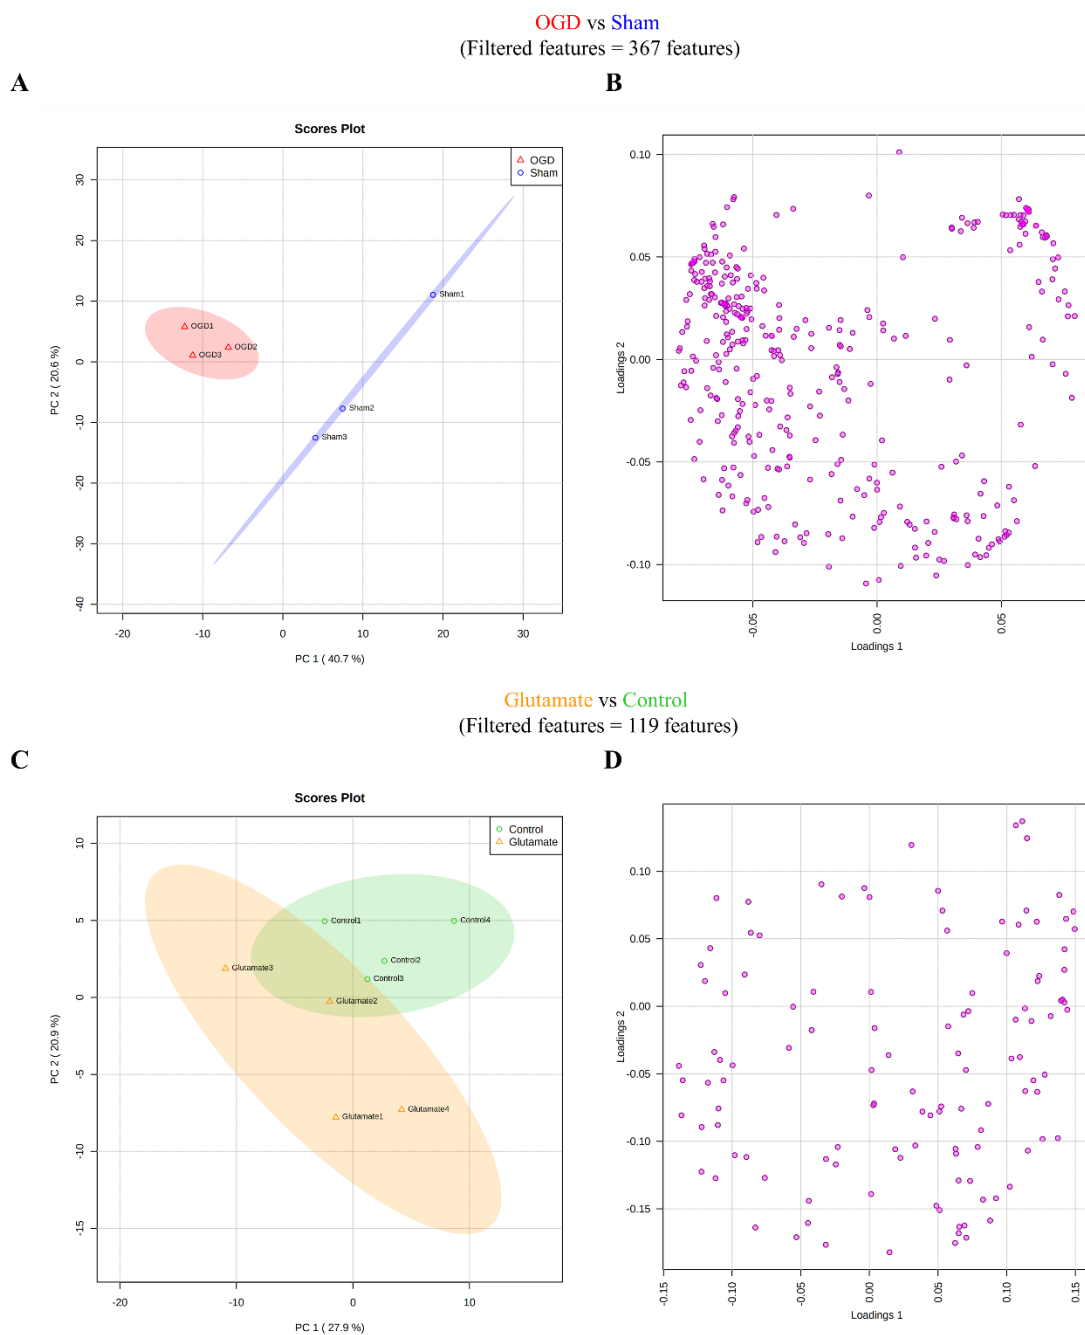 OGD vs Sham
(Filtered features = 367 features)
A
B
Scores Plot
OGD
Sham
30
20
10
0
-10
-20
-30
-40
PC 2 ( 20.6 %)
OGD1
OGD2
OGD3
Sham1
Sham2
Sham3
-20
-10
0
10
20
30
PC 1 ( 40.7 %)
0.10
0.05
0.00
-0.05
-0.10
Loadings 2
-0.05
0.00
0.05
Loadings 1
Glutamate vs Control
(Filtered features = 119 features)
C
D
Scores Plot
Control
Glutamate
10
5
0
-5
-10
-15
PC 2 ( 20.9 %)
Control1
Control4
Control2
Control3
Glutamate3
Glutamate2
Glutamate1
Glutamate4
-20
-10
0
10
PC 1 ( 27.9 %)
0.10
0.05
0.00
-0.05
-0.10
-0.15
Loadings 2
-0.15
-0.10
-0.05
0.00
0.05
0.10
0.15
Loadings 1